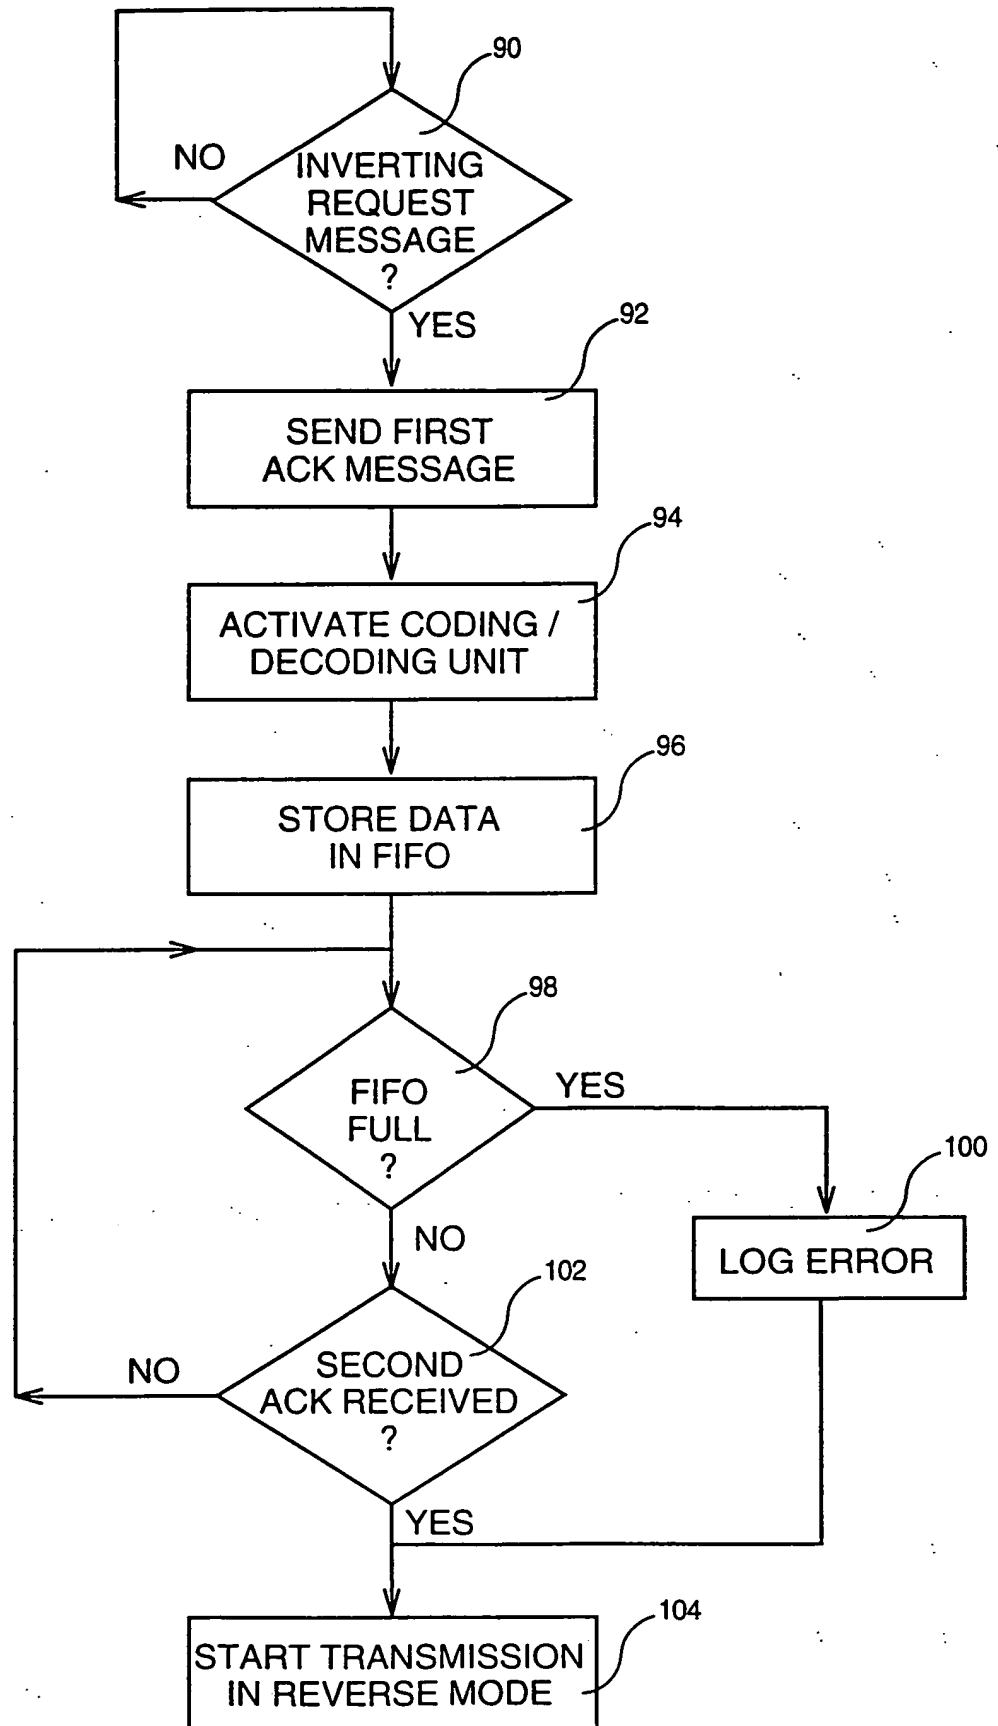 90
NO
INVERTING
REQUEST
MESSAGE
?
YES
92
SEND FIRST
ACK MESSAGE
94
ACTIVATE CODING /
DECODING UNIT
96
STORE DATA
IN FIFO
98
FIFO
FULL
?
YES
100
NO
LOG ERROR
102
NO
SECOND
ACK RECEIVED
?
YES
104
START TRANSMISSION
IN REVERSE MODE